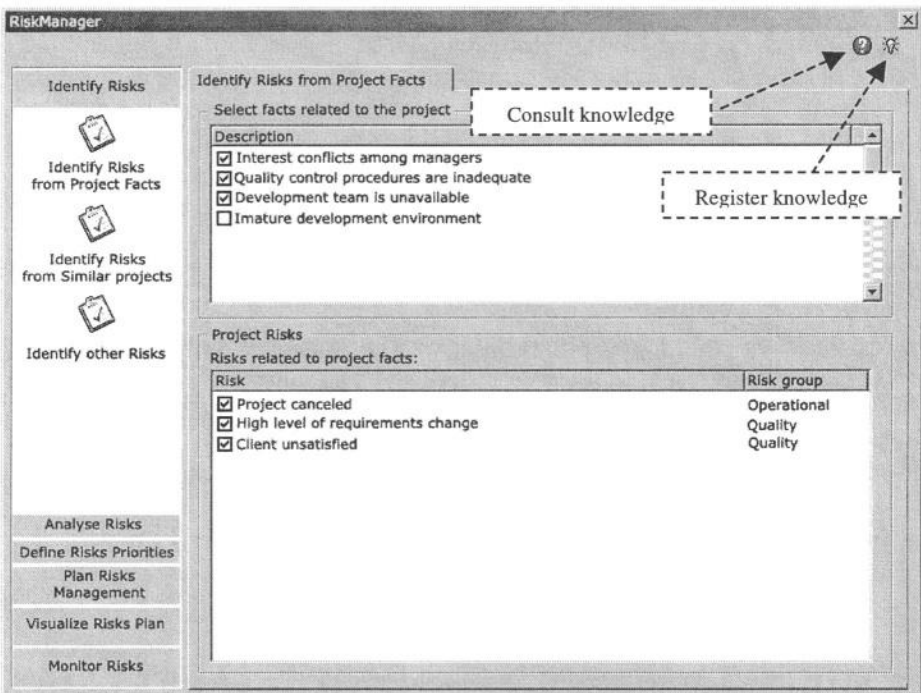 RiskManager
Identify Risks
Identify Risks
from Project Facts
Identify Risks
from Similar projects
Identify other Risks
Analyse Risks
Define Risks Priorities
Plan Risks
Management
Visualize Risks Plan
Monitor Risks
Identify Risks from Project Facts
Consult knowledge
Register knowledge
Select facts related to the project
Description
Interest conflicts among managers
Quality control procedures are inadequate
Development team is unavailable
Imature development environment
Project Risks
Risks related to project facts:
Risk Risk group
Project canceled Operational
High level of requirements change Quality
Client unsatisfied Quality